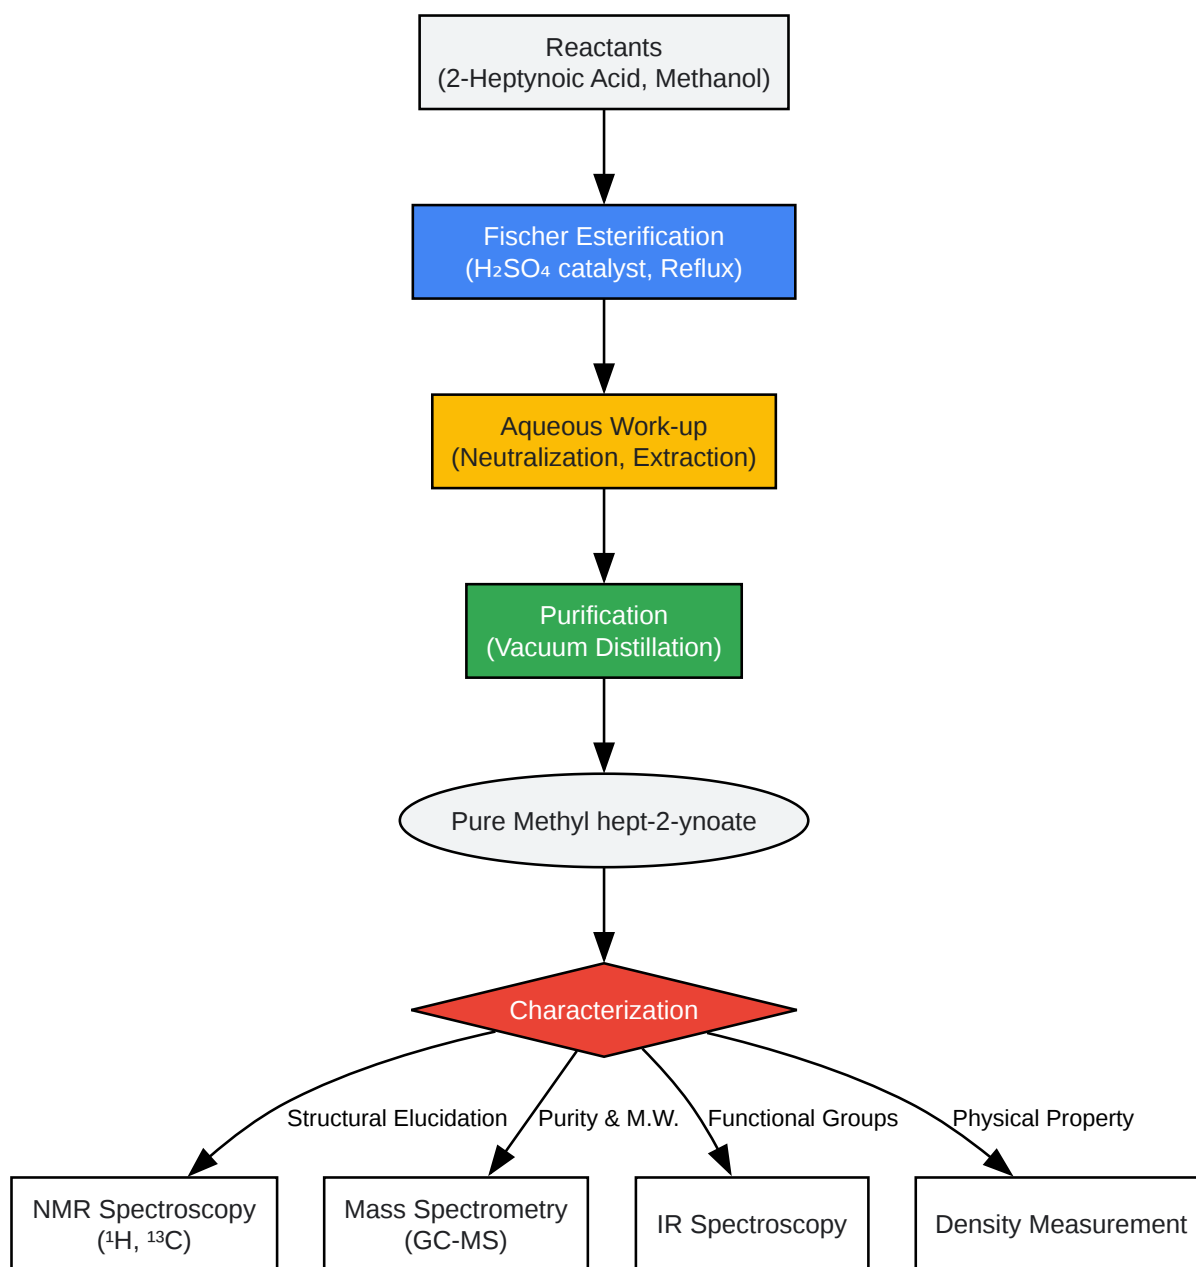 Reactants
(2-Heptynoic Acid, Methanol)
Fischer Esterification
(H₂SO₄ catalyst, Reflux)
Aqueous Work-up
(Neutralization, Extraction)
Purification
(Vacuum Distillation)
Pure Methyl hept-2-ynoate
Characterization
Structural Elucidation
Purity & M.W.
Functional Groups
Physical Property
NMR Spectroscopy
(¹H, ¹³C)
Mass Spectrometry
(GC-MS)
IR Spectroscopy
Density Measurement